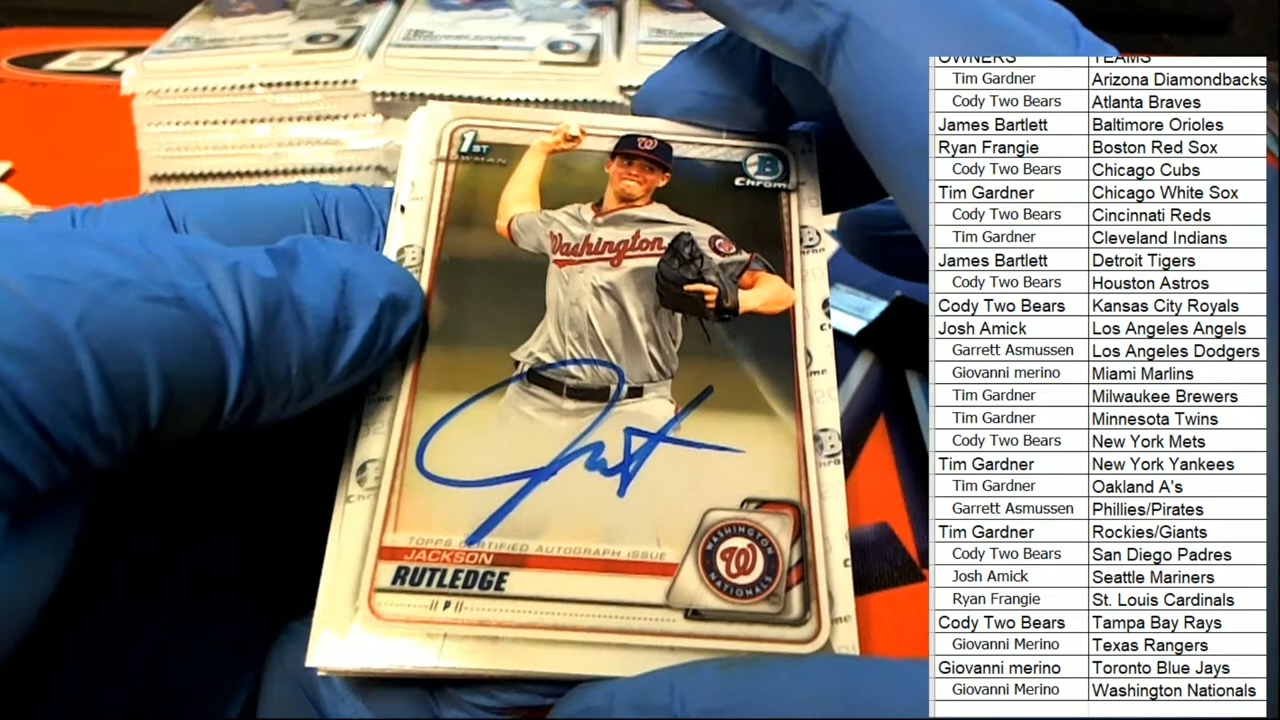 1ST
BOWMAN
B
Chrome
W
Washington
TOPPS CERTIFIED AUTOGRAPH ISSUE
JACKSON
RUTLEDGE
P
WASHINGTON
W
NATIONALS
OWNERS TEAMS
Tim Gardner Arizona Diamondbacks
Cody Two Bears Atlanta Braves
James Bartlett Baltimore Orioles
Ryan Frangie Boston Red Sox
Cody Two Bears Chicago Cubs
Tim Gardner Chicago White Sox
Cody Two Bears Cincinnati Reds
Tim Gardner Cleveland Indians
James Bartlett Detroit Tigers
Cody Two Bears Houston Astros
Cody Two Bears Kansas City Royals
Josh Amick Los Angeles Angels
Garrett Asmussen Los Angeles Dodgers
Giovanni merino Miami Marlins
Tim Gardner Milwaukee Brewers
Tim Gardner Minnesota Twins
Cody Two Bears New York Mets
Tim Gardner New York Yankees
Tim Gardner Oakland A's
Garrett Asmussen Phillies/Pirates
Tim Gardner Rockies/Giants
Cody Two Bears San Diego Padres
Josh Amick Seattle Mariners
Ryan Frangie St. Louis Cardinals
Cody Two Bears Tampa Bay Rays
Giovanni Merino Texas Rangers
Giovanni merino Toronto Blue Jays
Giovanni Merino Washington Nationals